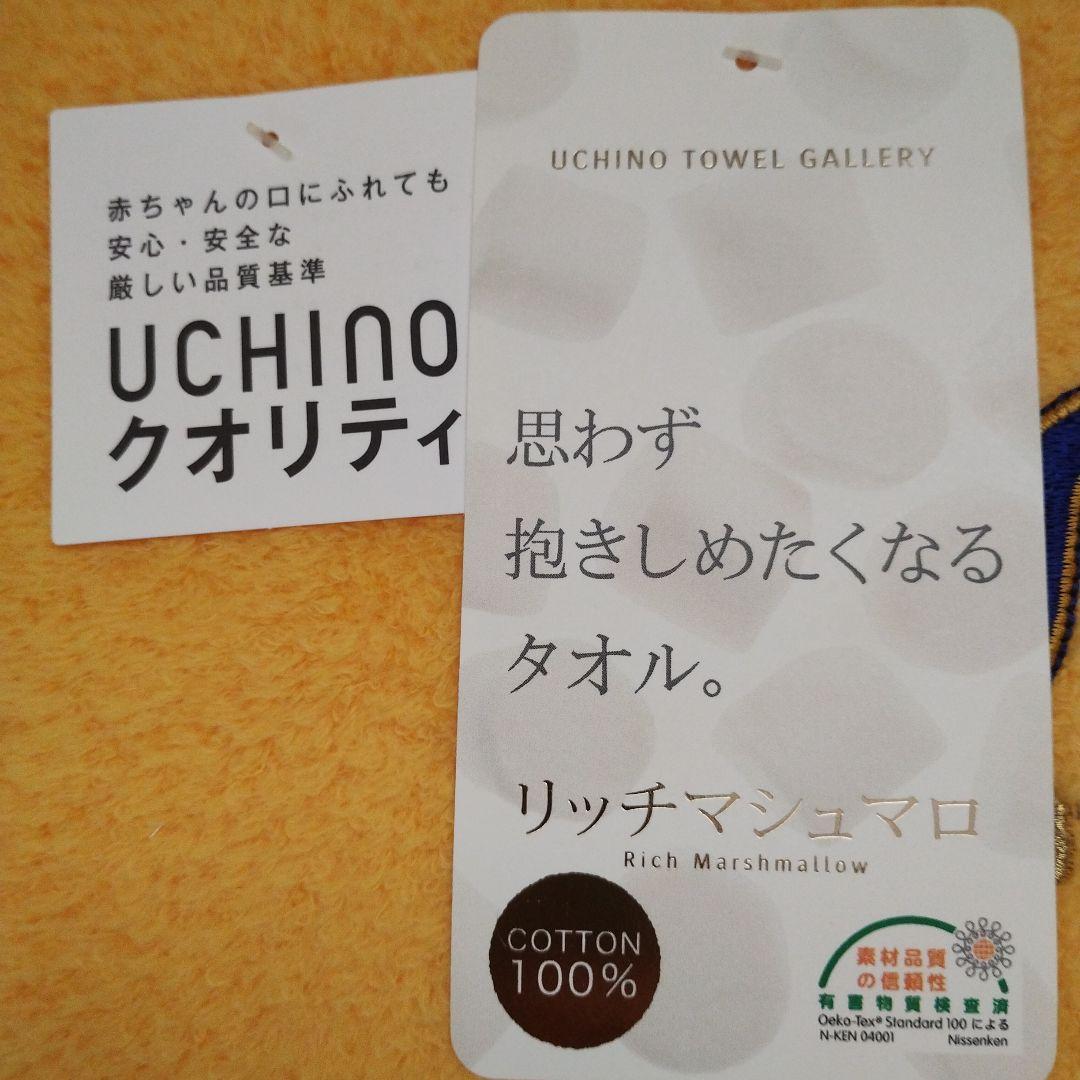 赤ちゃんの口にふれても
安心・安全な
厳しい品質基準
UCHINO
クオリティ
UCHINO TOWEL GALLERY
思わず
抱きしめたくなる
タオル。
リッチマシュマロ
Rich Marshmallow
COTTON
100%
素材品質
の信頼性
有害物質検査済
Oeko-Tex® Standard 100 による
N-KEN 04001 Nissenken